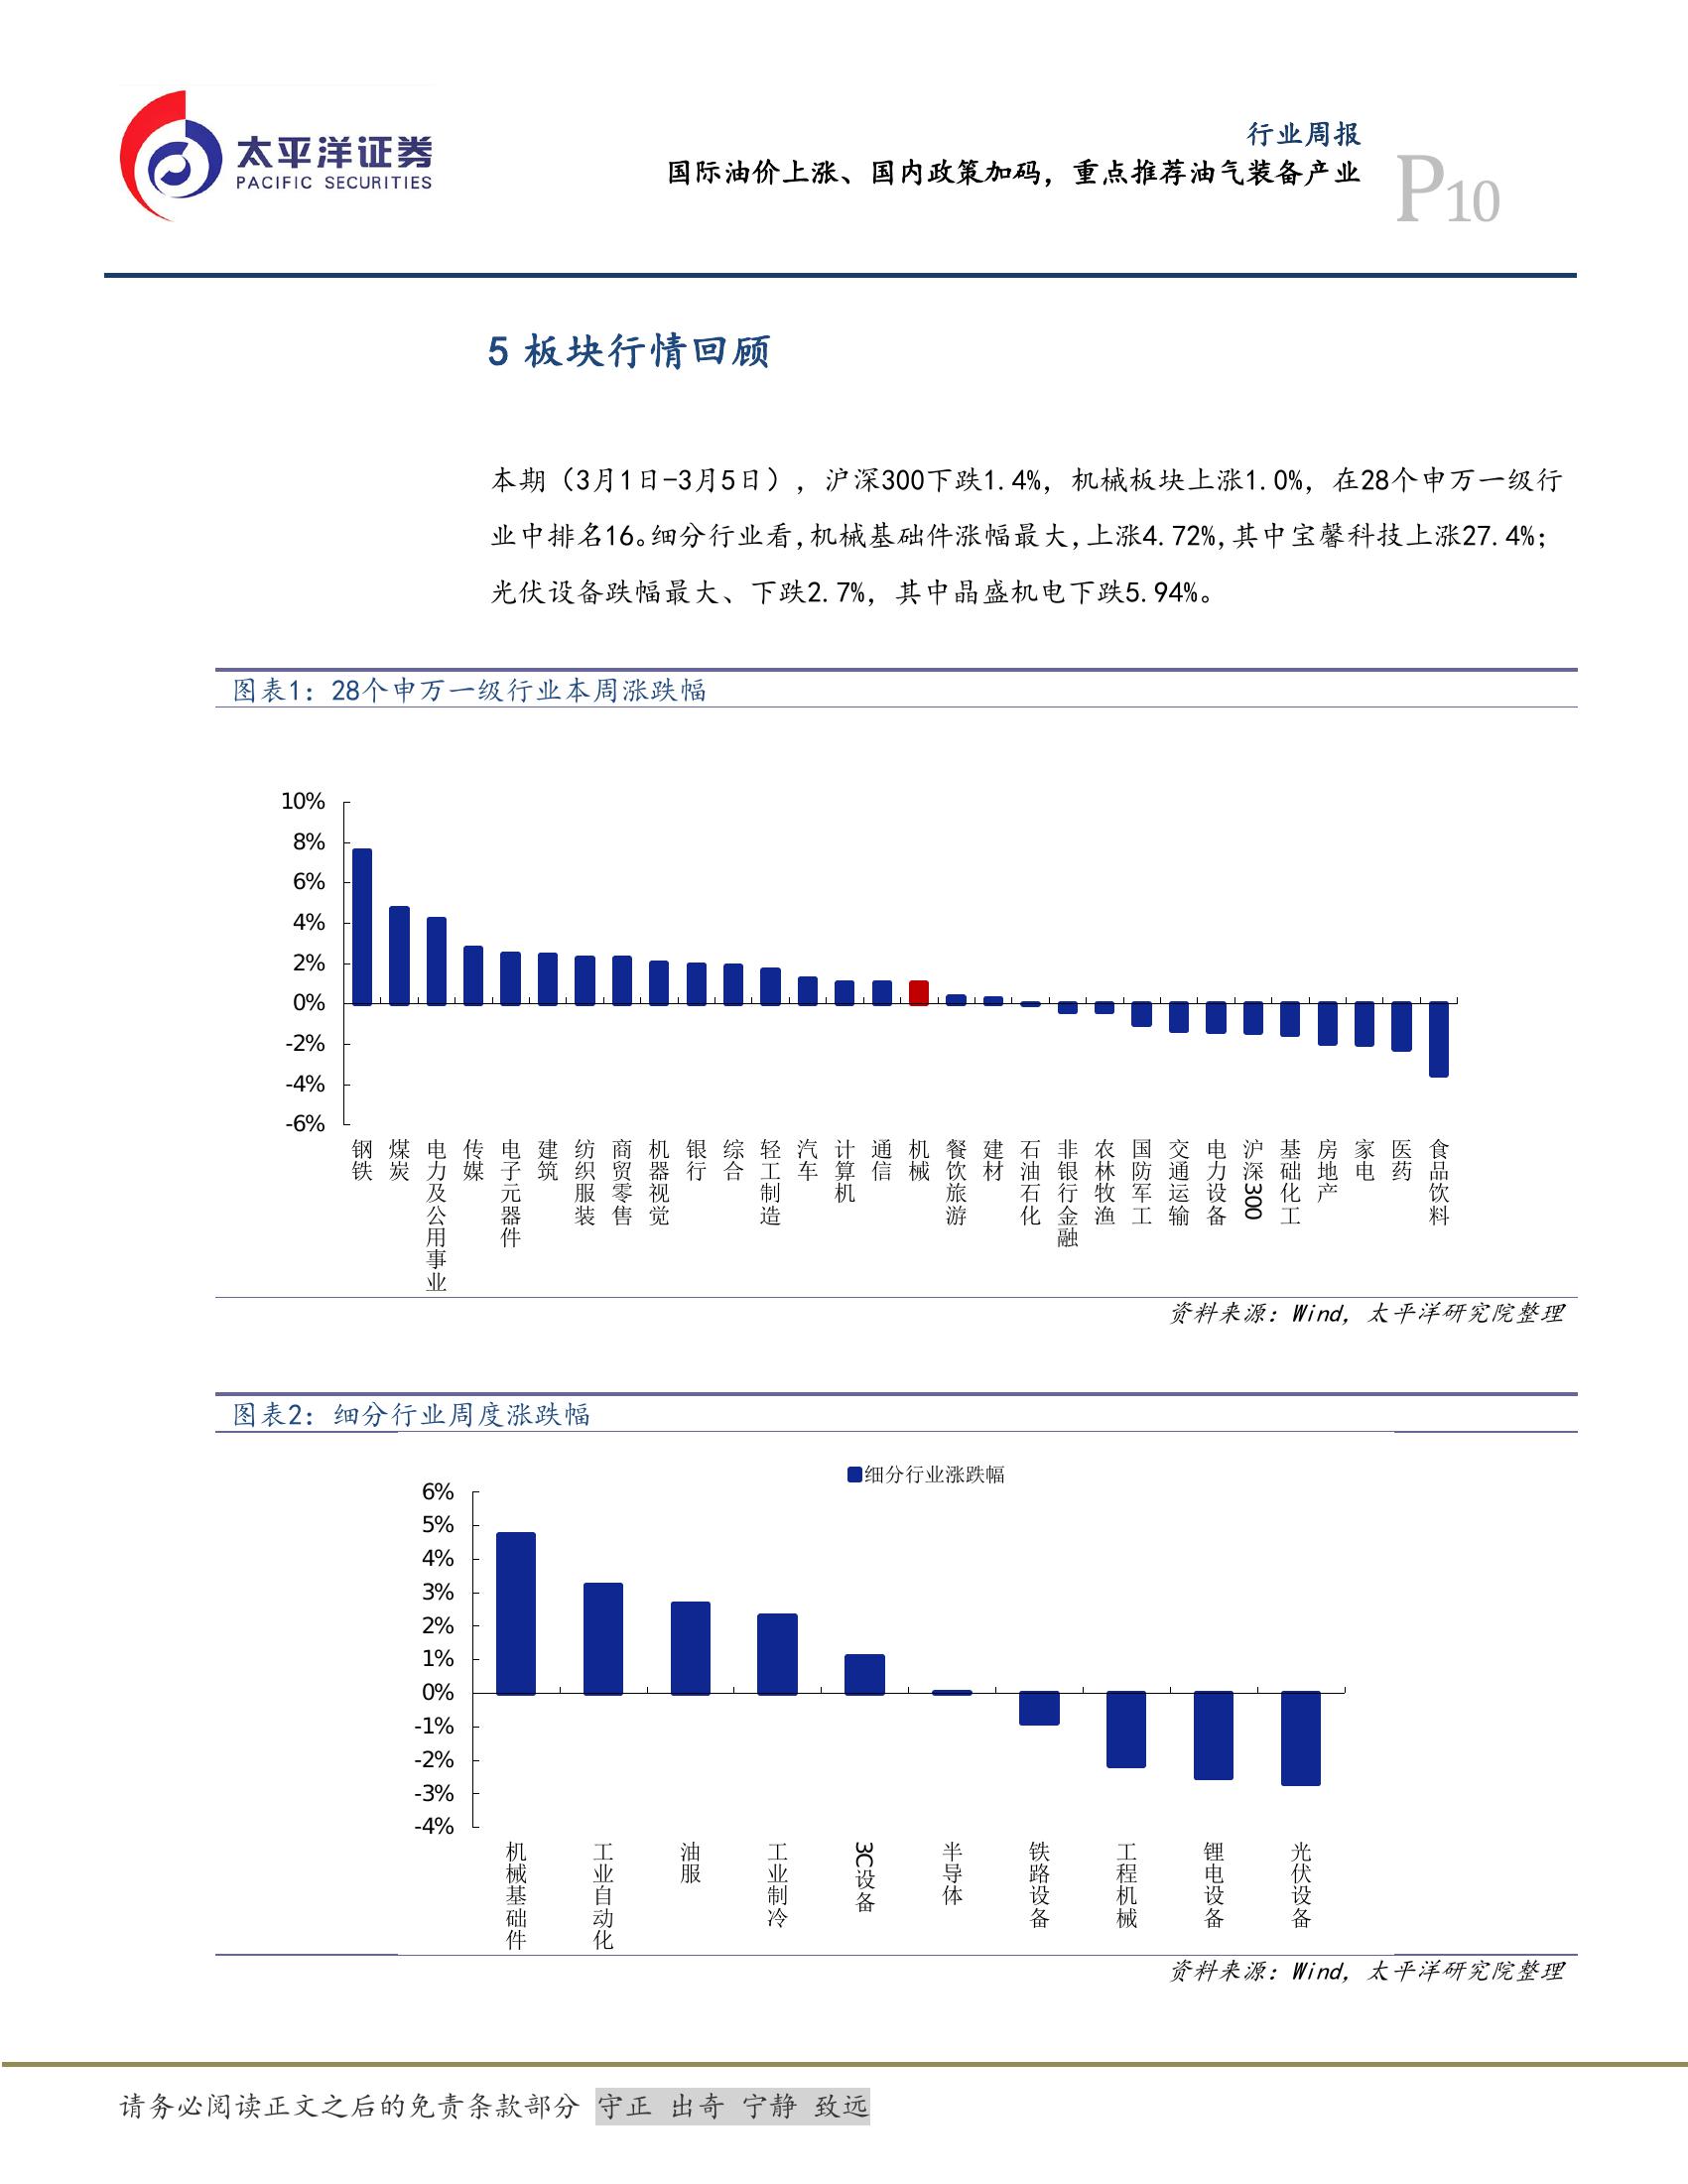 太平洋证券
PACIFIC SECURITIES
行业周报
国际油价上涨、国内政策加码，重点推荐油气装备产业
P10
5 板块行情回顾
本期（3月1日-3月5日），沪深300下跌1.4%，机械板块上涨1.0%，在28个申万一级行
业中排名16。细分行业看,机械基础件涨幅最大,上涨4.72%,其中宝馨科技上涨27.4%；
光伏设备跌幅最大、下跌2.7%，其中晶盛机电下跌5.94%。
图表1：28个申万一级行业本周涨跌幅
10%
8%
6%
4%
2%
0%
-2%
-4%
-6%
钢铁
煤炭
电力及公用事业
传媒
电子元器件
建筑
纺织服装
商贸零售
机器视觉
银行
综合
轻工制造
汽车
计算机
通信
机械
餐饮旅游
建材
石油石化
非银行金融
农林牧渔
国防军工
交通运输
电力设备
沪深300
基础化工
房地产
家电
医药
食品饮料
资料来源：Wind，太平洋研究院整理
图表2：细分行业周度涨跌幅
细分行业涨跌幅
6%
5%
4%
3%
2%
1%
0%
-1%
-2%
-3%
-4%
机械基础件
工业自动化
油服
工业制冷
3C设备
半导体
铁路设备
工程机械
锂电设备
光伏设备
资料来源：Wind，太平洋研究院整理
请务必阅读正文之后的免责条款部分 守正 出奇 宁静 致远